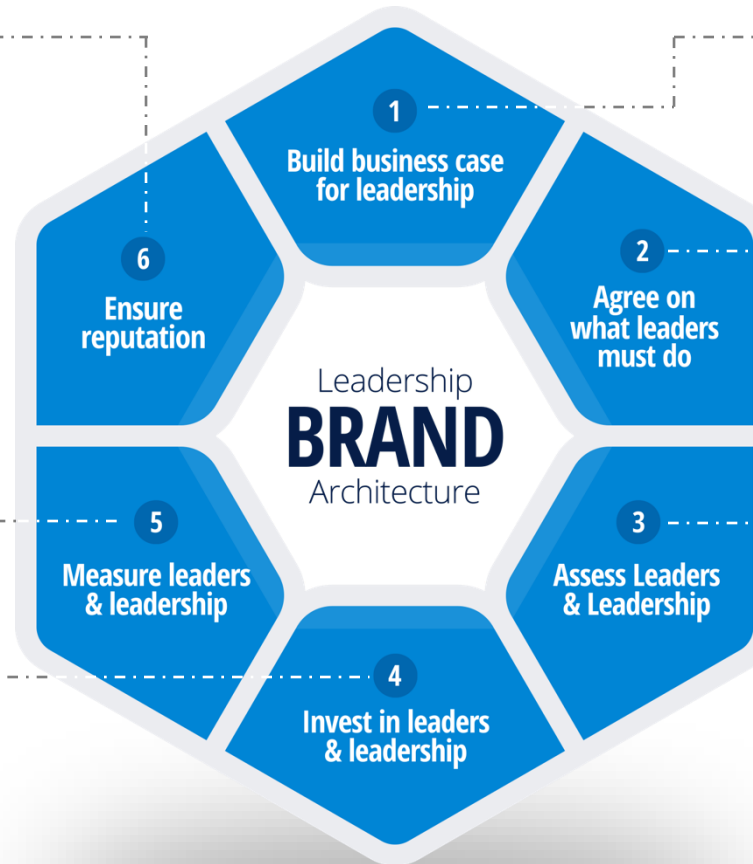 1
Build business case
for leadership
2
Agree on
what leaders
must do
3
Assess Leaders
& Leadership
4
Invest in leaders
& leadership
5
Measure leaders
& leadership
6
Ensure
reputation
Leadership
BRAND
Architecture